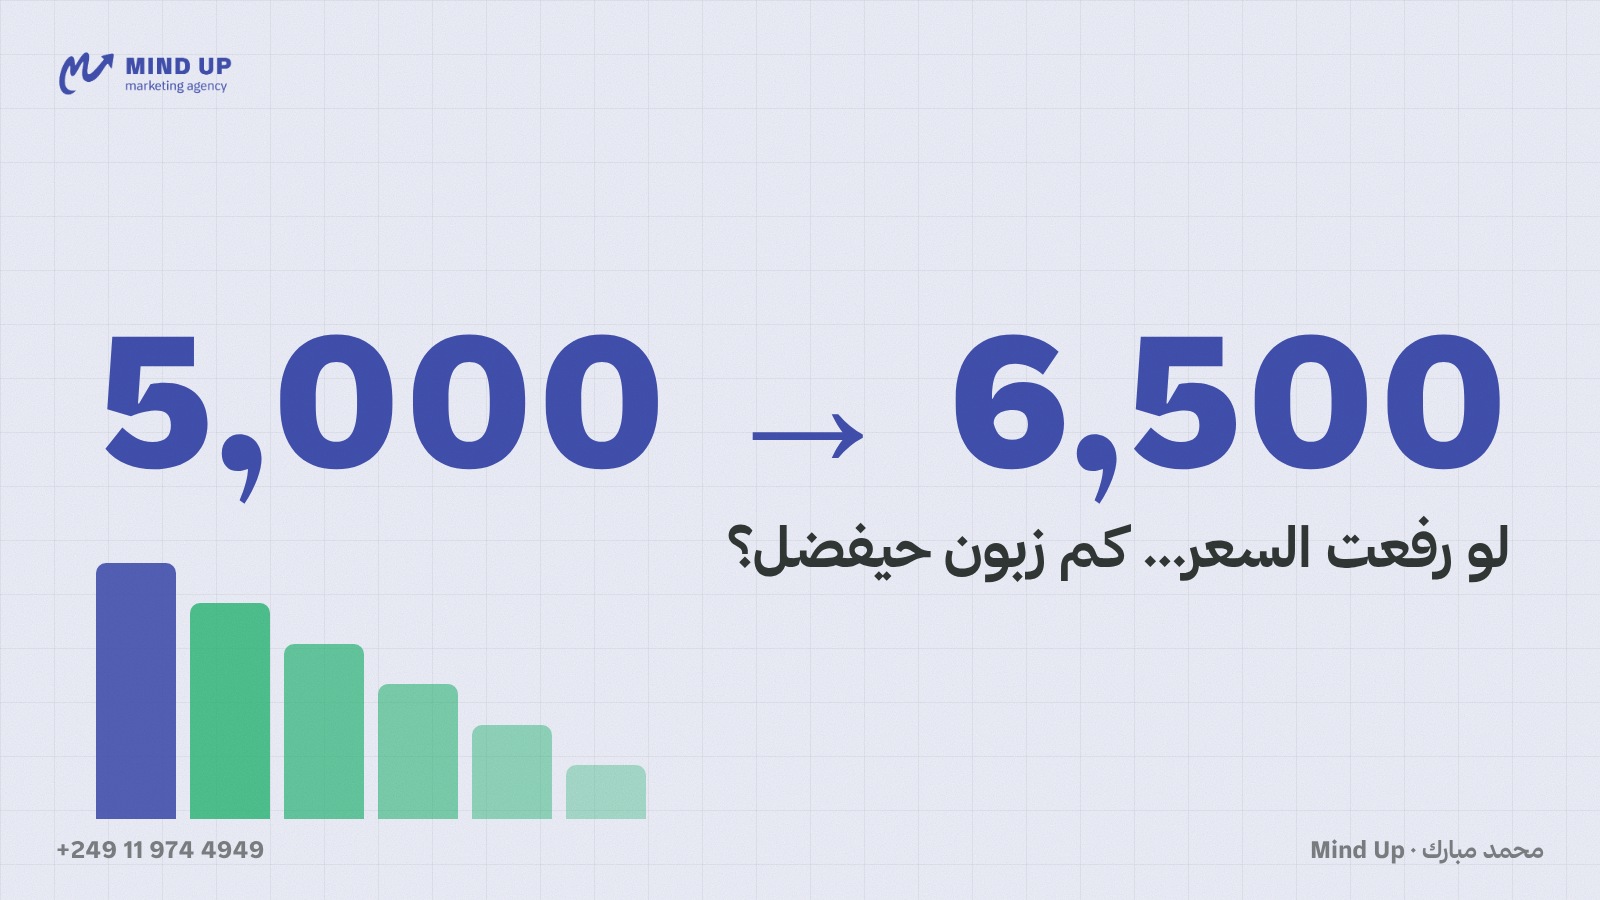 MIND UP
marketing agency
5,000 → 6,500
لو رفعت السعر... كم زبون حيفضل؟
+249 11 974 4949
محمد مبارك · Mind Up